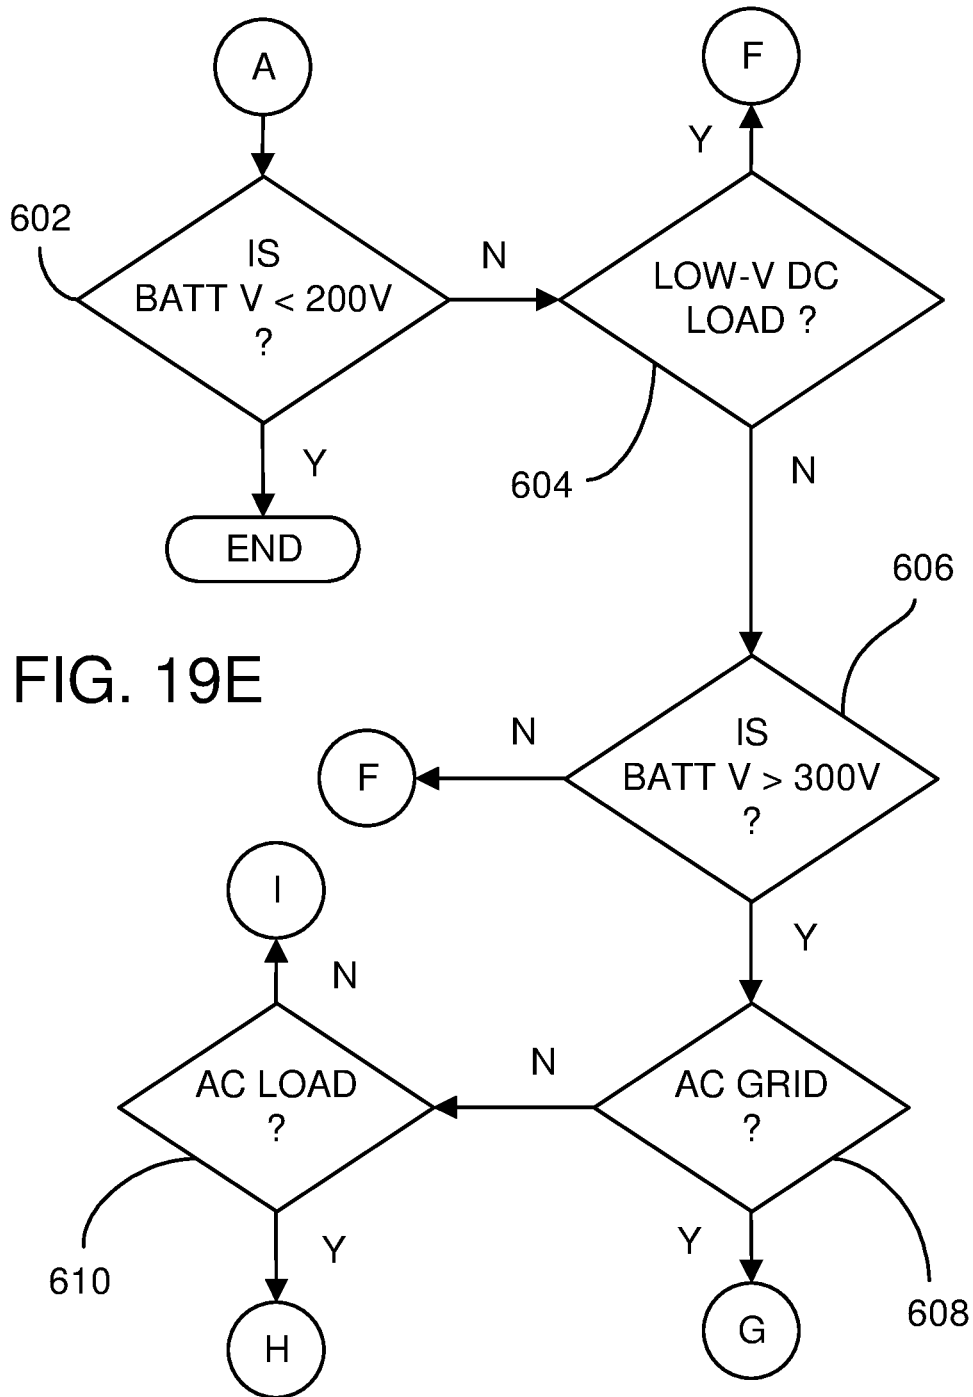 A
F
Y
602
IS
BATT V < 200V
?
N
LOW-V DC
LOAD ?
Y
604
N
END
606
FIG. 19E
N
IS
BATT V > 300V
?
F
I
Y
N
N
AC LOAD
?
AC GRID
?
Y
Y
610
608
H
G